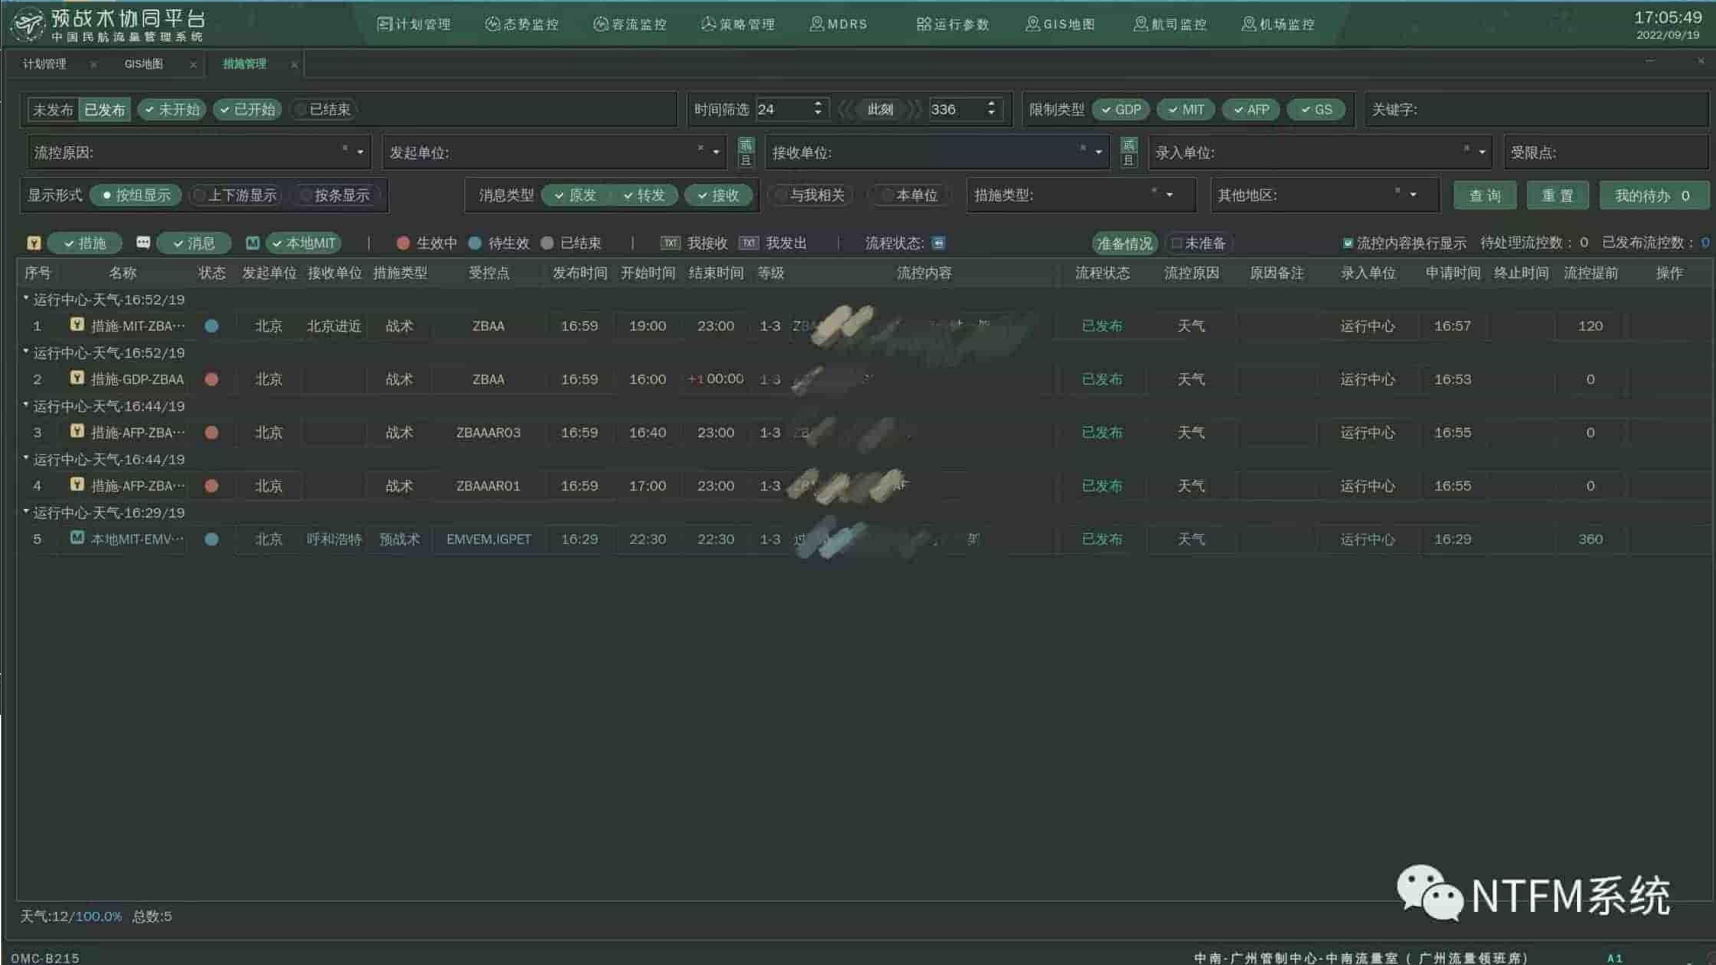 预战术协同平台 计划管理 态势监控 容流监控 策略管理 MDRS 运行参数 GIS地图 航司监控 机场监控 17:05:49
中国民航流量管理系统 2022/09/19
计划管理 × GIS地图 × 措施管理 ×
未发布 已发布 未开始 已开始 已结束 时间筛选 24 此刻 336 限制类型 GDP MIT AFP GS 关键字:
流控原因: 发起单位: 或且 接收单位: 或且 录入单位: 受限点:
显示形式 按组显示 上下游显示 按条显示 消息类型 原发 转发 接收 与我相关 本单位 措施类型: 其他地区: 查询 重置 我的待办 0
Y 措施 消息 M 本地MIT | 生效中 待生效 已结束 | TXT 我接收 TXT 我发出 | 流程状态: 准备情况 未准备 流控内容换行显示 待处理流控数: 0 已发布流控数: 0
序号 名称 状态 发起单位 接收单位 措施类型 受控点 发布时间 开始时间 结束时间 等级 流控内容 流程状态 流控原因 原因备注 录入单位 申请时间 终止时间 流控提前 操作
运行中心-天气-16:52/19
1 Y 措施-MIT-ZBA··· 北京 北京进近 战术 ZBAA 16:59 19:00 23:00 1-3 已发布 天气 运行中心 16:57 120
运行中心-天气-16:52/19
2 Y 措施-GDP-ZBAA 北京 战术 ZBAA 16:59 16:00 +1 00:00 1-3 已发布 天气 运行中心 16:53 0
运行中心-天气-16:44/19
3 Y 措施-AFP-ZBA··· 北京 战术 ZBAAAR03 16:59 16:40 23:00 1-3 已发布 天气 运行中心 16:55 0
运行中心-天气-16:44/19
4 Y 措施-AFP-ZBA··· 北京 战术 ZBAAAR01 16:59 17:00 23:00 1-3 已发布 天气 运行中心 16:55 0
运行中心-天气-16:29/19
5 M 本地MIT-EMV··· 北京 呼和浩特 预战术 EMVEM,IGPET 16:29 22:30 22:30 1-3 过 架 已发布 天气 运行中心 16:29 360
NTFM系统
天气:12/100.0% 总数:5
OMC-B215 中南-广州管制中心-中南流量室 ( 广州流量领班席) A1